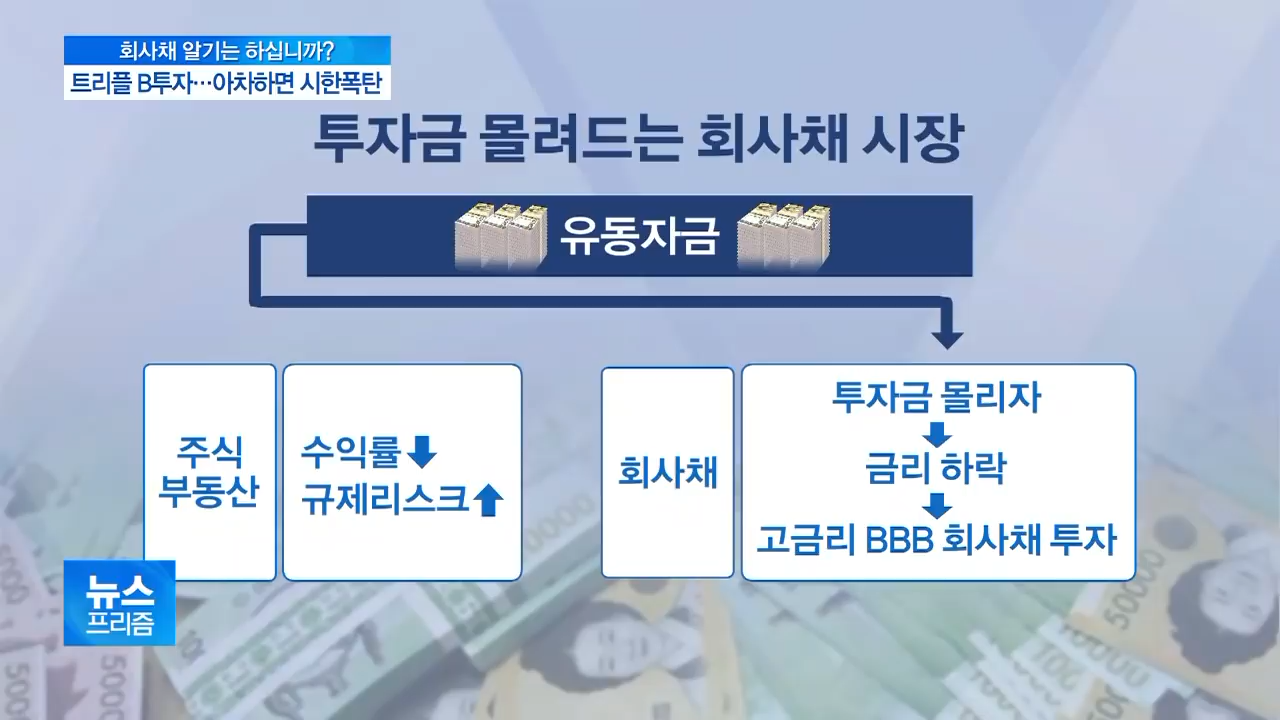 회사채 알기는 하십니까?
트리플 B투자…아차하면 시한폭탄
투자금 몰려드는 회사채 시장
유동자금
주식
부동산
수익률
규제리스크
회사채
투자금 몰리자
금리 하락
고금리 BBB 회사채 투자
뉴스
프리즘
50000
50000
5000
5000